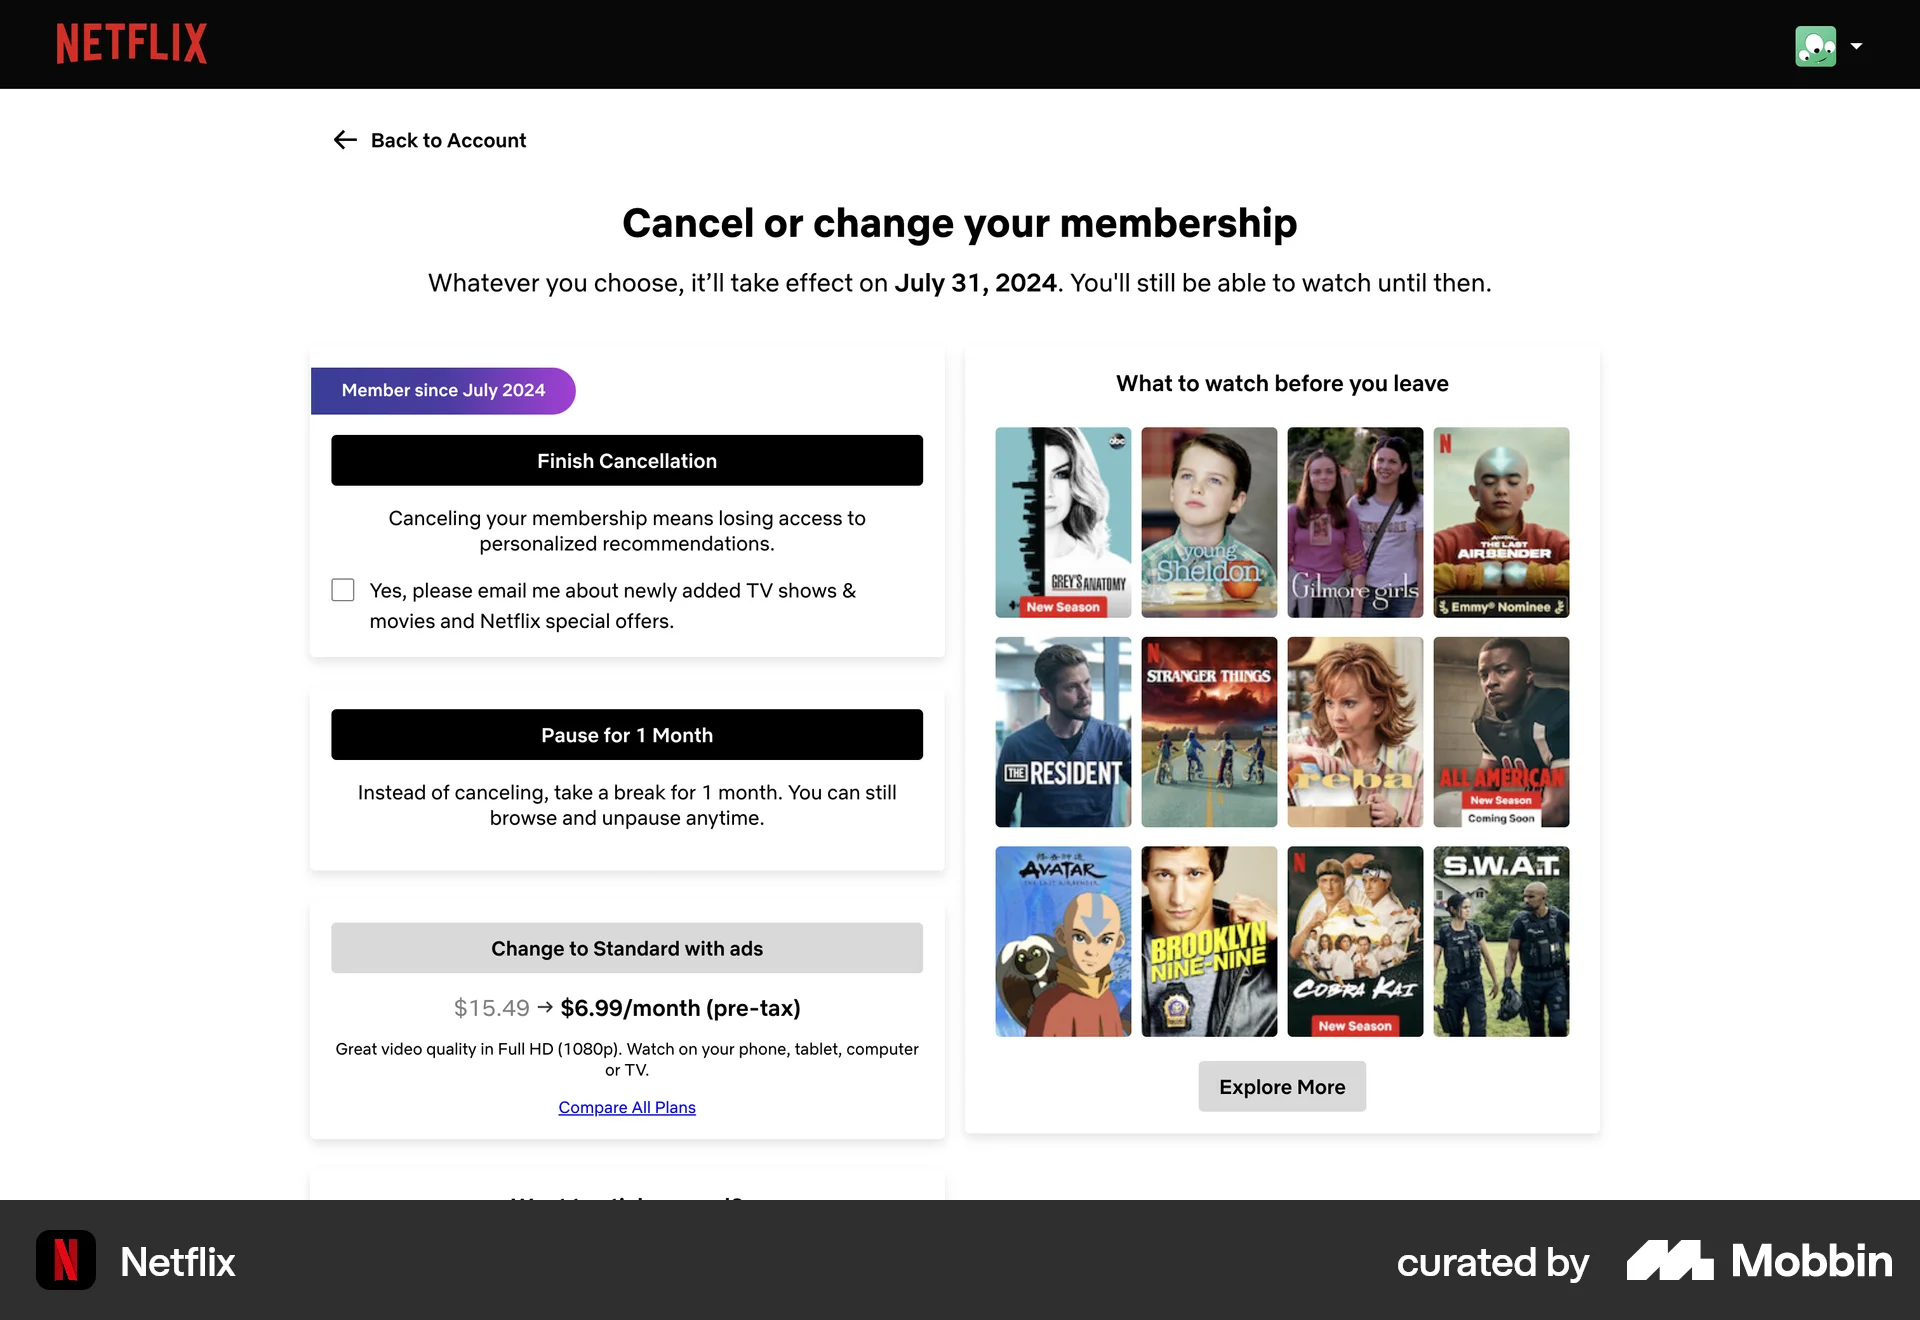 NETFLIX
Back to Account
Cancel or change your membership
Whatever you choose, it’ll take effect on July 31, 2024. You'll still be able to watch until then.
Member since July 2024
Finish Cancellation
Canceling your membership means losing access to
personalized recommendations.
Yes, please email me about newly added TV shows &
movies and Netflix special offers.
Pause for 1 Month
Instead of canceling, take a break for 1 month. You can still
browse and unpause anytime.
Change to Standard with ads
$15.49 → $6.99/month (pre-tax)
Great video quality in Full HD (1080p). Watch on your phone, tablet, computer
or TV.
Compare All Plans
What to watch before you leave
abc
GREY'S ANATOMY
New Season
young
Sheldon
Gilmore girls
N
AVATAR
THE LAST
AIRBENDER
Emmy® Nominee
THE RESIDENT
N
STRANGER THINGS
reba
ALL AMERICAN
New Season
Coming Soon
AVATAR
THE LAST AIRBENDER
BROOKLYN
NINE-NINE
N
COBRA KAI
New Season
S.W.A.T.
Explore More
N
Netflix
curated by
Mobbin